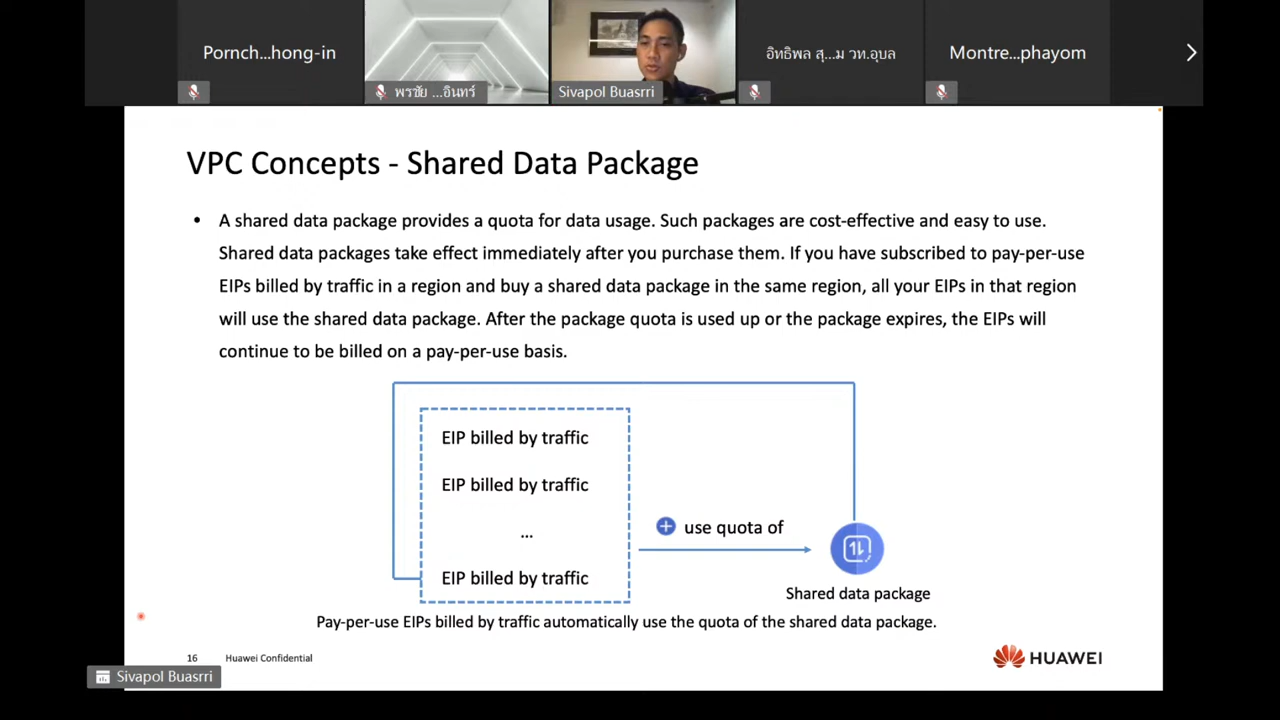 Pornch...hong-in
พรชัย ...อินทร์
Sivapol Buasrri
อิทธิพล สุ...ม วท.อุบล
Montre...phayom
VPC Concepts - Shared Data Package
• A shared data package provides a quota for data usage. Such packages are cost-effective and easy to use.
Shared data packages take effect immediately after you purchase them. If you have subscribed to pay-per-use
EIPs billed by traffic in a region and buy a shared data package in the same region, all your EIPs in that region
will use the shared data package. After the package quota is used up or the package expires, the EIPs will
continue to be billed on a pay-per-use basis.
EIP billed by traffic
EIP billed by traffic
...
EIP billed by traffic
use quota of
Shared data package
Pay-per-use EIPs billed by traffic automatically use the quota of the shared data package.
16 Huawei Confidential
HUAWEI
Sivapol Buasrri